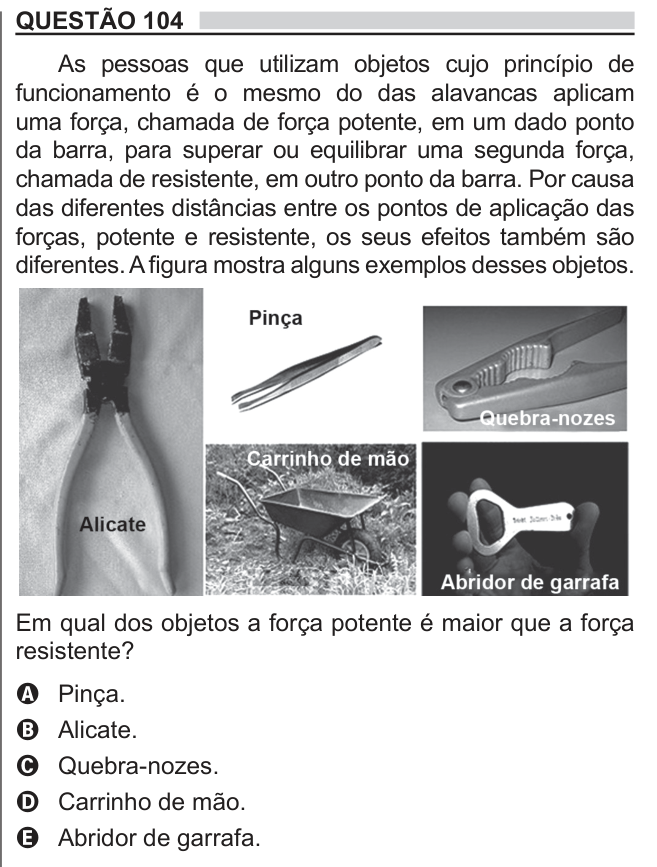 QUESTÃO 104
As pessoas que utilizam objetos cujo princípio de
funcionamento é o mesmo do das alavancas aplicam
uma força, chamada de força potente, em um dado ponto
da barra, para superar ou equilibrar uma segunda força,
chamada de resistente, em outro ponto da barra. Por causa
das diferentes distâncias entre os pontos de aplicação das
forças, potente e resistente, os seus efeitos também são
diferentes. A figura mostra alguns exemplos desses objetos.
Pinça
Quebra-nozes
Carrinho de mão
Alicate
Abridor de garrafa
Em qual dos objetos a força potente é maior que a força
resistente?
A Pinça.
B Alicate.
C Quebra-nozes.
D Carrinho de mão.
E Abridor de garrafa.